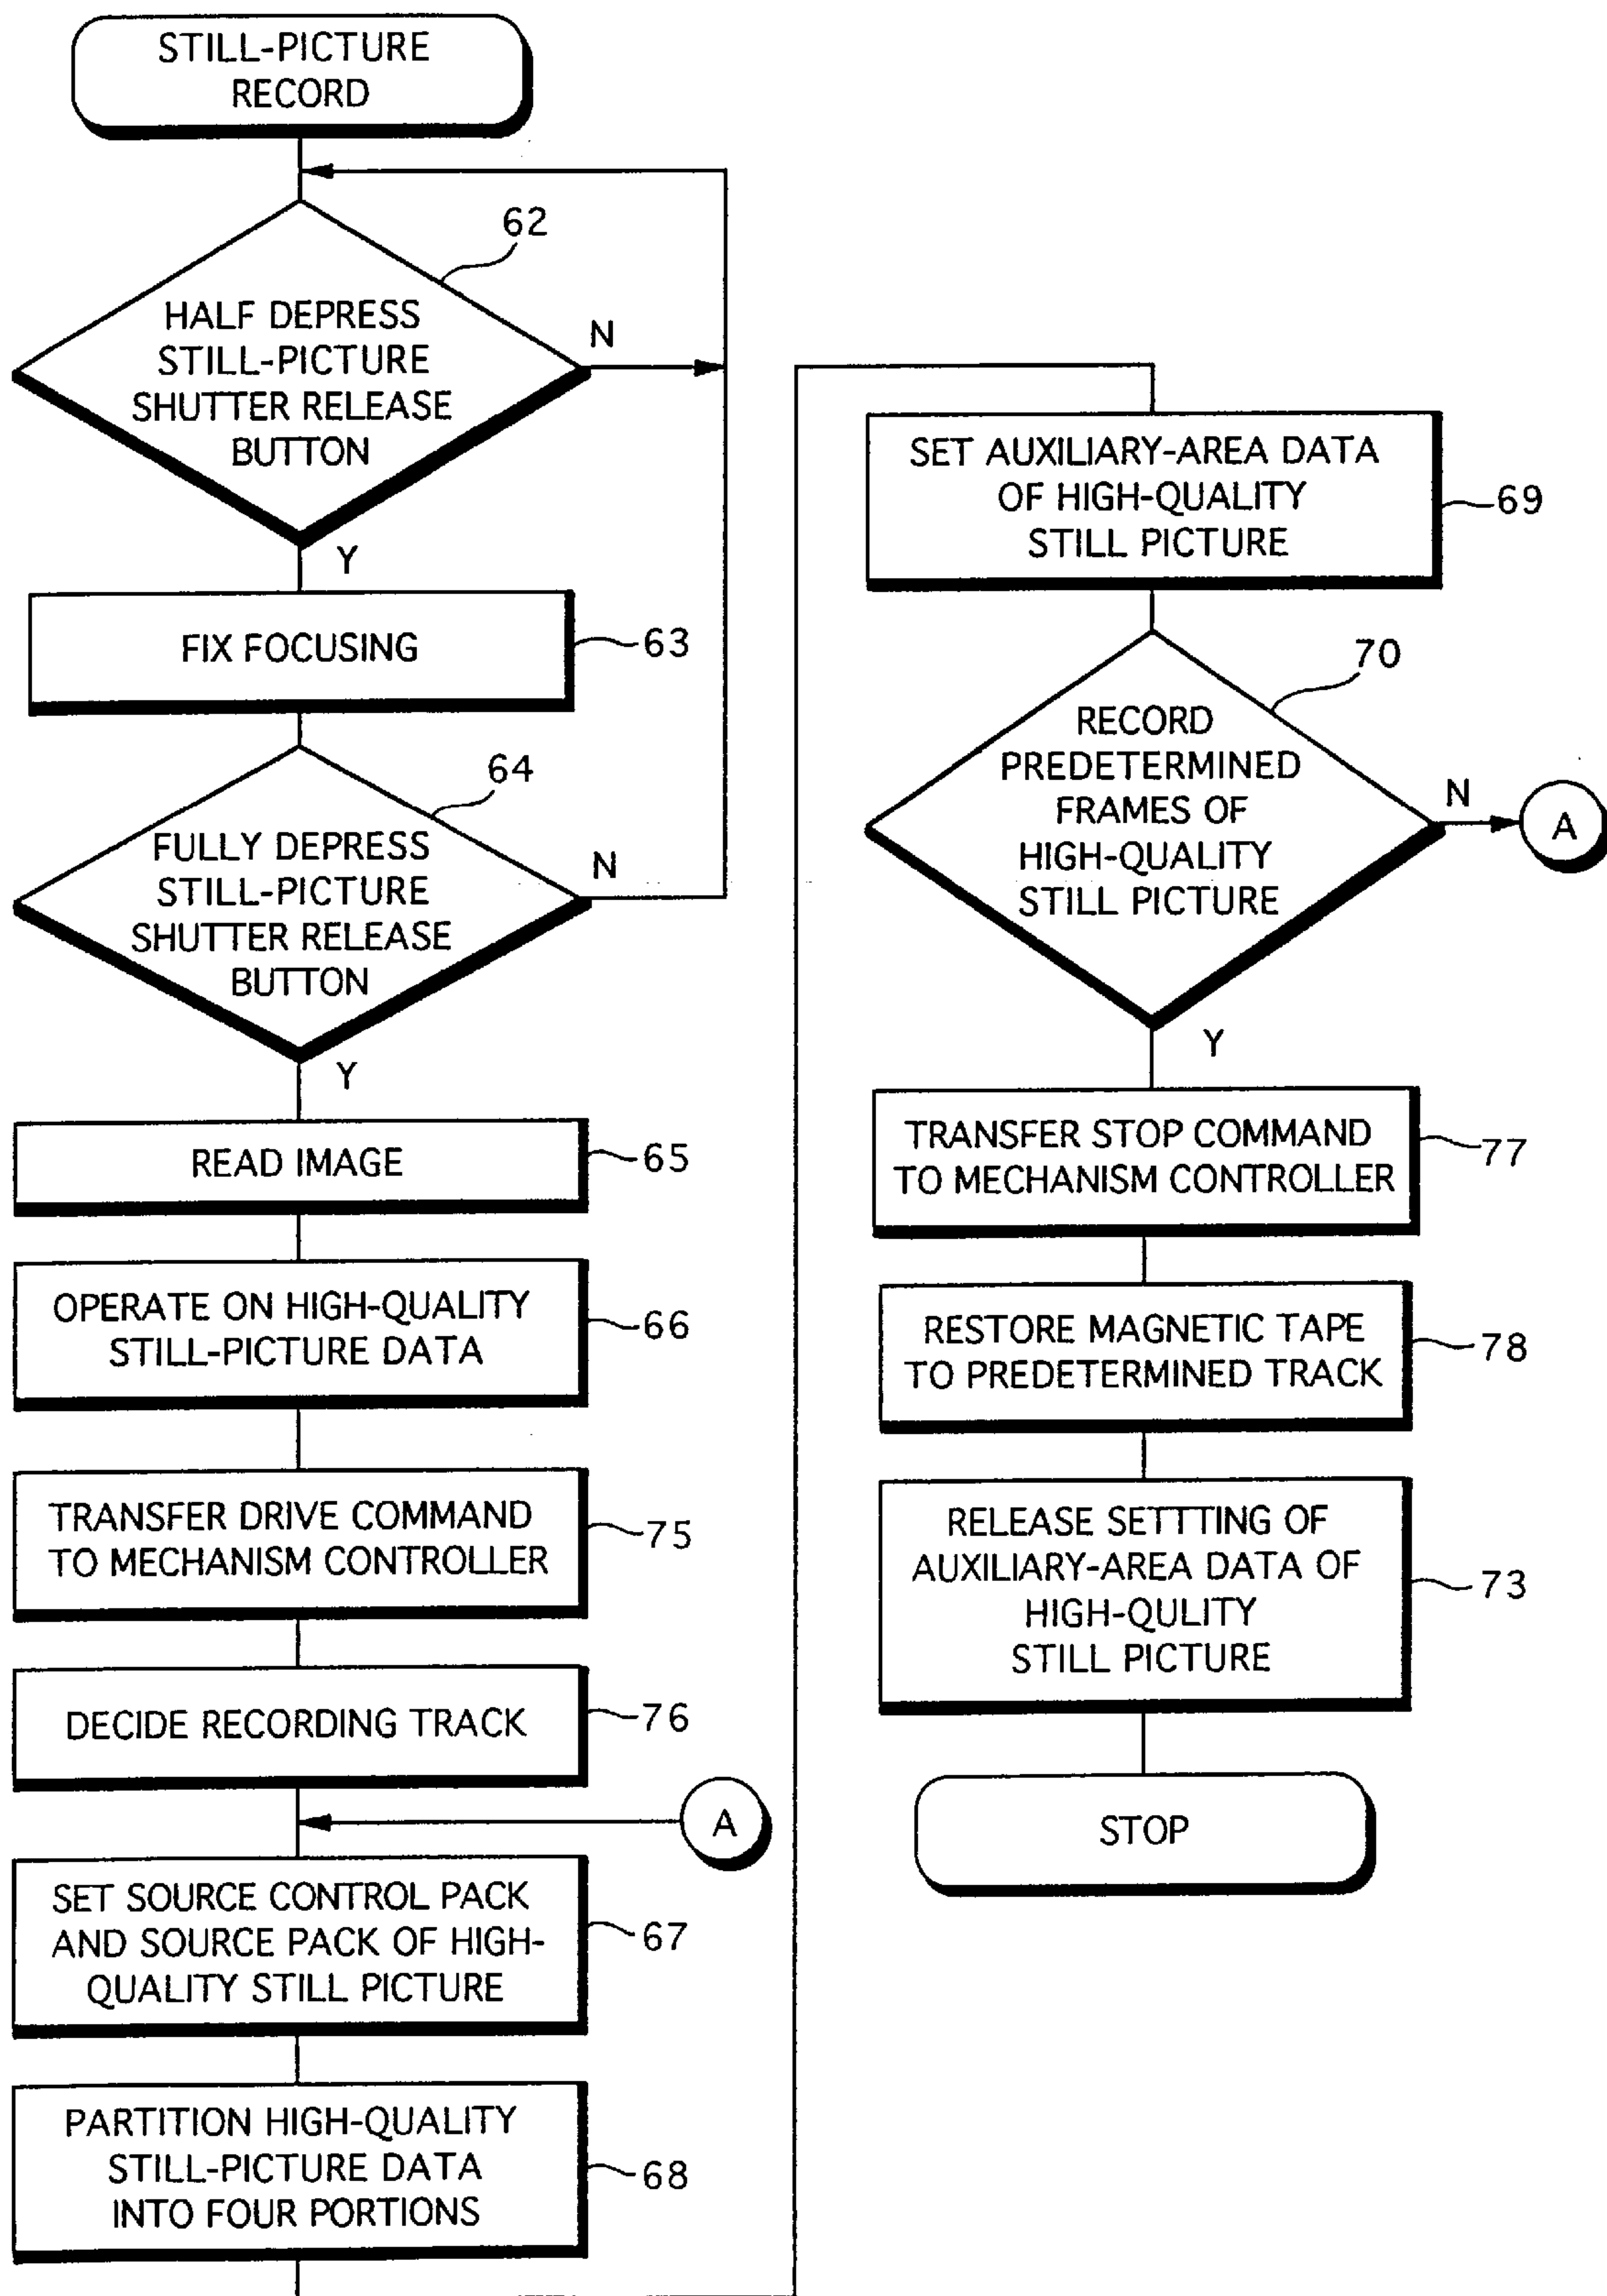 STILL-PICTURE
RECORD
62
HALF DEPRESS
STILL-PICTURE
SHUTTER RELEASE
BUTTON
N
Y
FIX FOCUSING
63
64
FULLY DEPRESS
STILL-PICTURE
SHUTTER RELEASE
BUTTON
N
Y
READ IMAGE
65
OPERATE ON HIGH-QUALITY
STILL-PICTURE DATA
66
TRANSFER DRIVE COMMAND
TO MECHANISM CONTROLLER
75
DECIDE RECORDING TRACK
76
A
SET SOURCE CONTROL PACK
AND SOURCE PACK OF HIGH-
QUALITY STILL PICTURE
67
PARTITION HIGH-QUALITY
STILL-PICTURE DATA
INTO FOUR PORTIONS
68
SET AUXILIARY-AREA DATA
OF HIGH-QUALITY
STILL PICTURE
69
70
RECORD
PREDETERMINED
FRAMES OF
HIGH-QUALITY
STILL PICTURE
N
A
Y
TRANSFER STOP COMMAND
TO MECHANISM CONTROLLER
77
RESTORE MAGNETIC TAPE
TO PREDETERMINED TRACK
78
RELEASE SETTTING OF
AUXILIARY-AREA DATA OF
HIGH-QULITY
STILL PICTURE
73
STOP